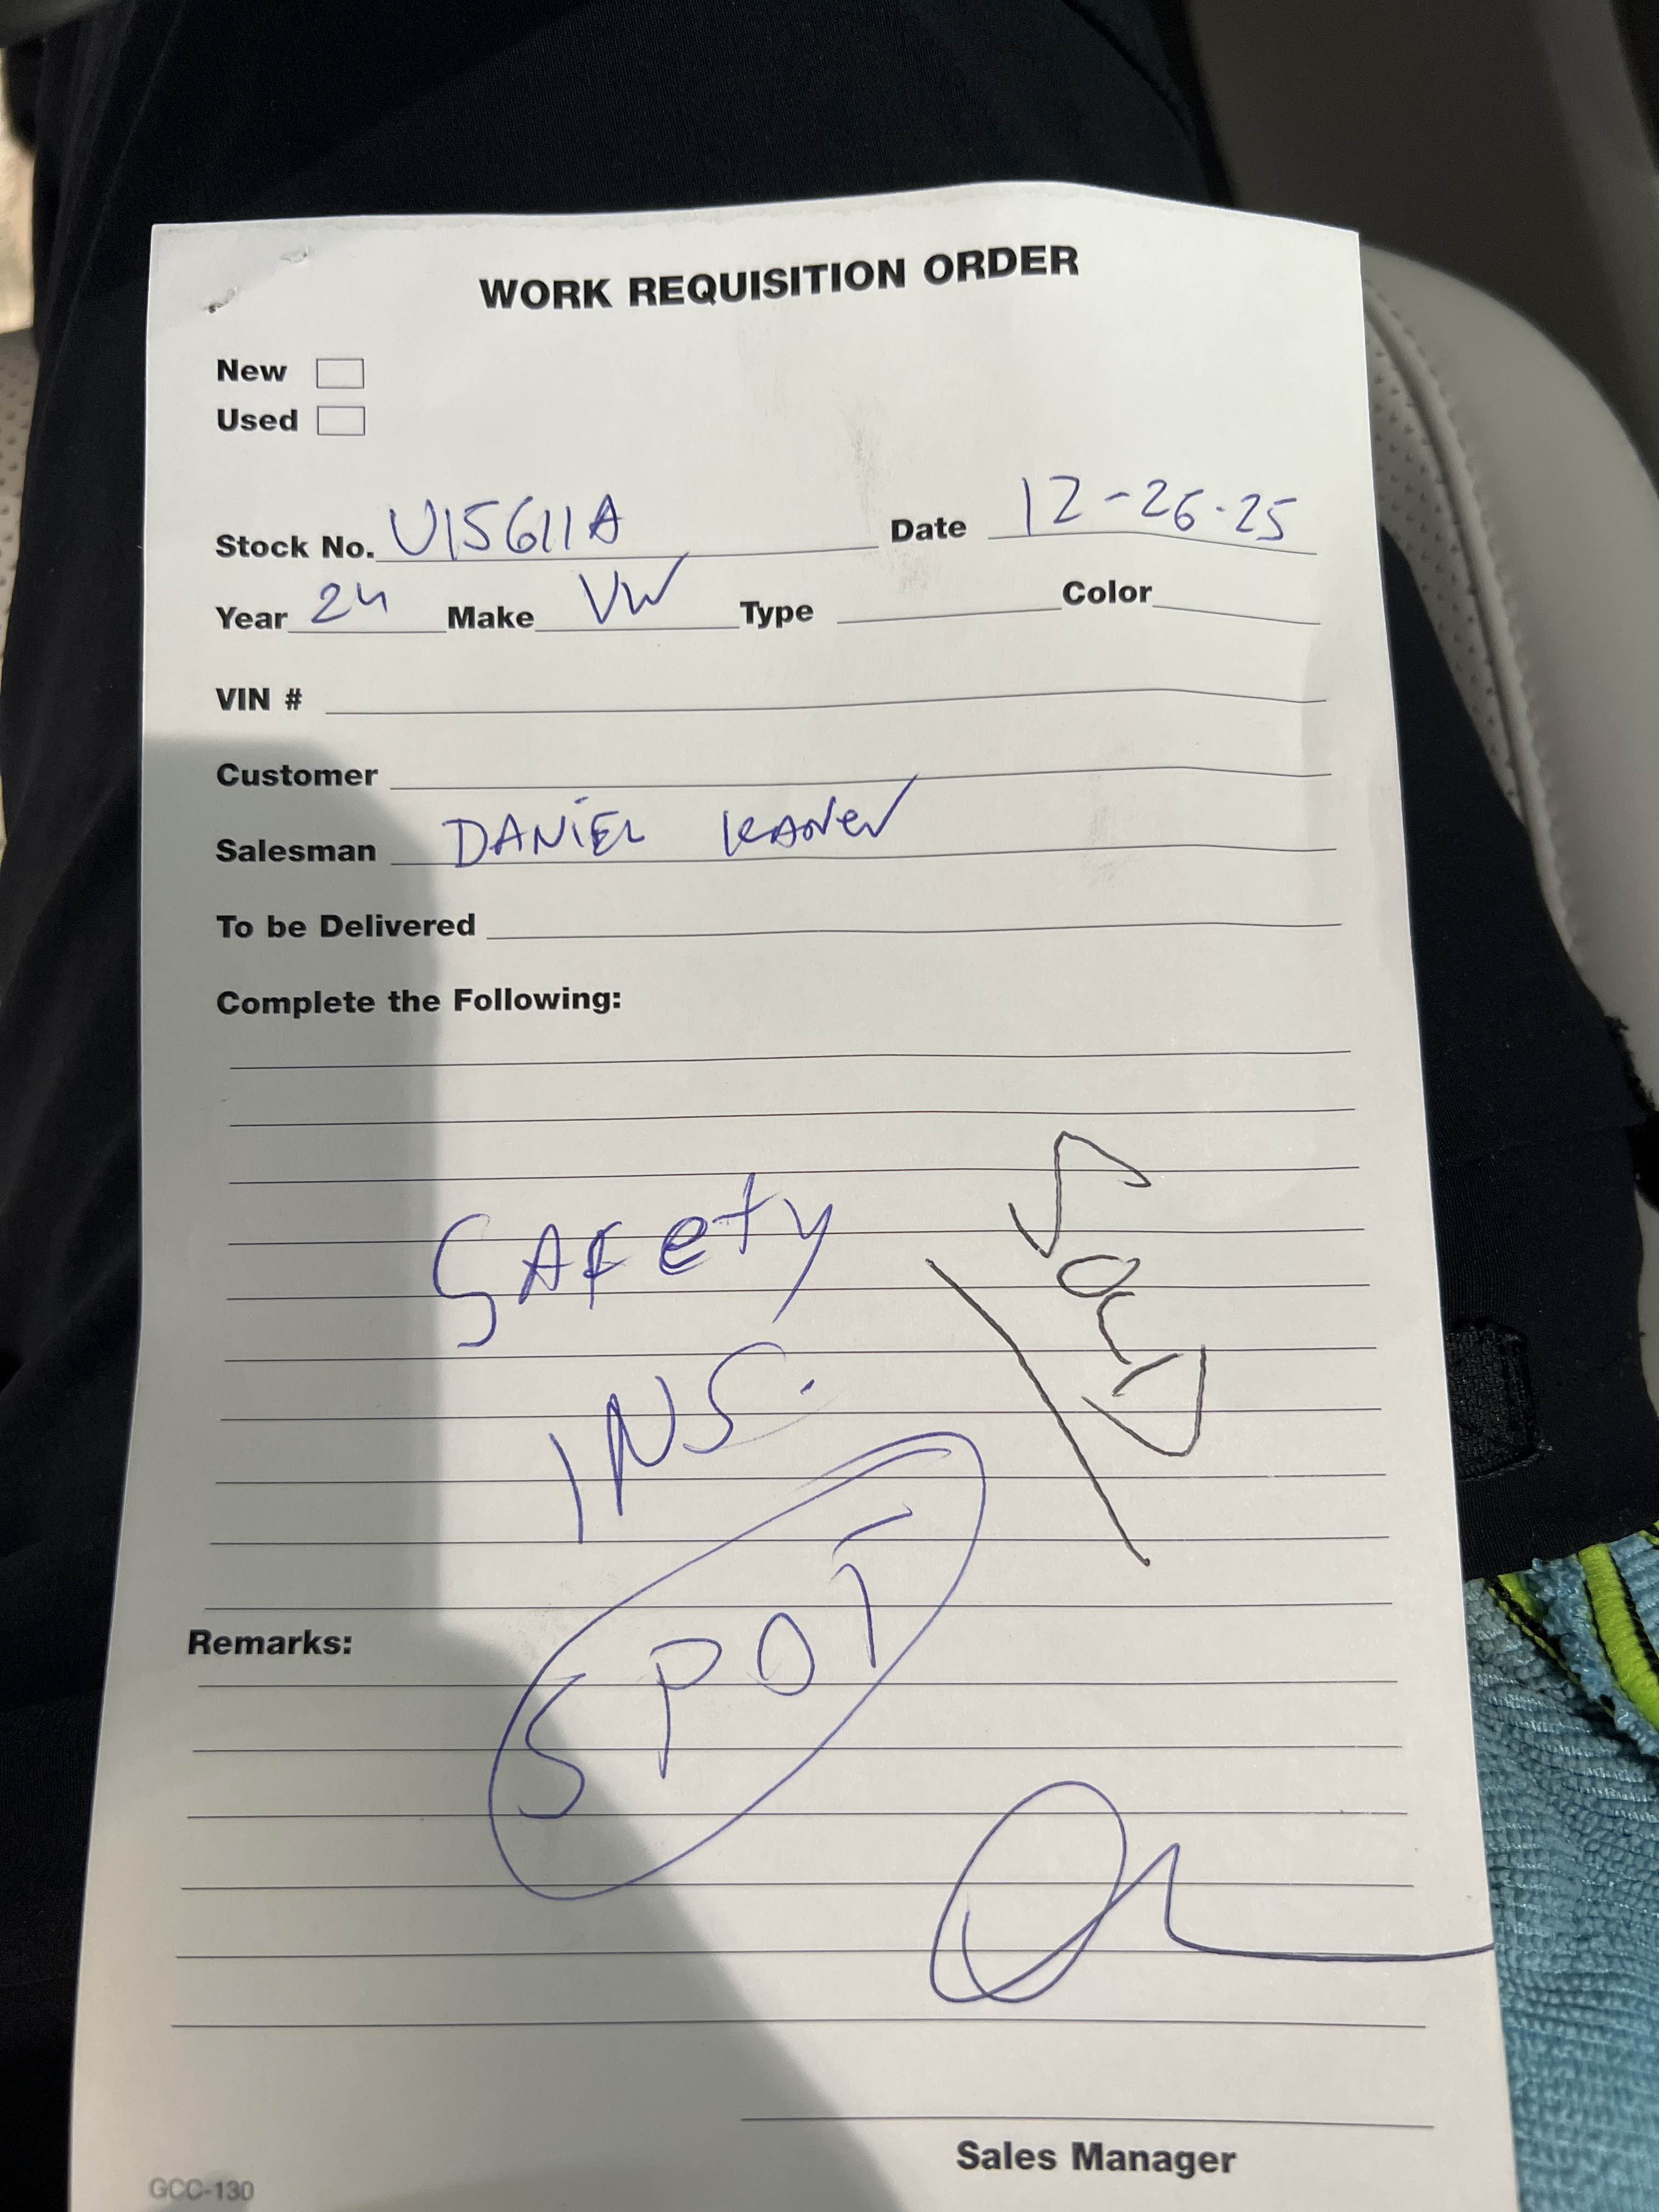 WORK REQUISITION ORDER
New
Used
Stock No. U15611A Date 12-26-25
Year 24 Make VW Type Color
VIN #
Customer
Salesman DANiEL
To be Delivered
Complete the Following:
SAFety
INS.
Remarks:
SPOT
Sales Manager
GCC-130